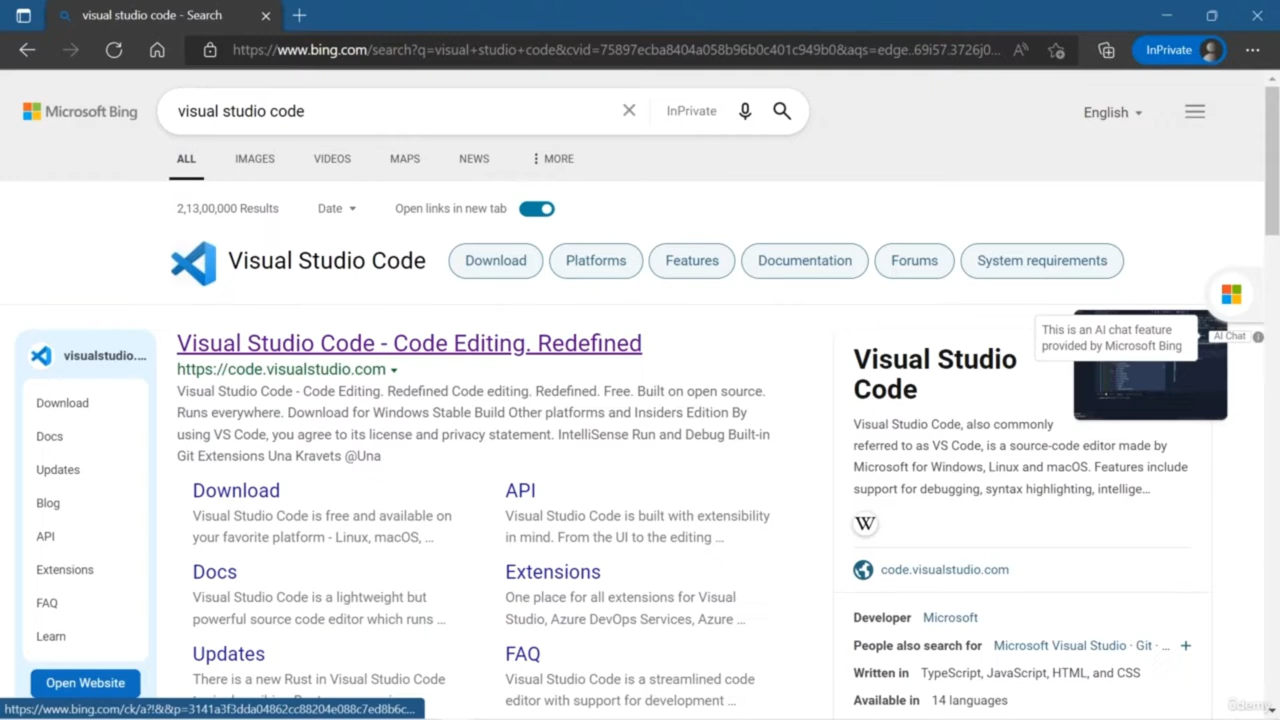 visual studio code - Search
https://www.bing.com/search?q=visual+studio+code&cvid=75897ecba8404a058b96b0c401c949b0&aqs=edge..69i57.3726j0...
InPrivate
Microsoft Bing
visual studio code
InPrivate
English
ALL IMAGES VIDEOS MAPS NEWS MORE
2,13,00,000 Results Date Open links in new tab
Visual Studio Code
Download Platforms Features Documentation Forums System requirements
visualstudio....
Download
Docs
Updates
Blog
API
Extensions
FAQ
Learn
Open Website
Visual Studio Code - Code Editing. Redefined
https://code.visualstudio.com
Visual Studio Code - Code Editing. Redefined Code editing. Redefined. Free. Built on open source.
Runs everywhere. Download for Windows Stable Build Other platforms and Insiders Edition By
using VS Code, you agree to its license and privacy statement. IntelliSense Run and Debug Built-in
Git Extensions Una Kravets @Una
Download
Visual Studio Code is free and available on
your favorite platform - Linux, macOS, ...
API
Visual Studio Code is built with extensibility
in mind. From the UI to the editing ...
Docs
Visual Studio Code is a lightweight but
powerful source code editor which runs ...
Extensions
One place for all extensions for Visual
Studio, Azure DevOps Services, Azure ...
Updates
There is a new Rust in Visual Studio Code
FAQ
Visual Studio Code is a streamlined code
editor with support for development ...
This is an AI chat feature
provided by Microsoft Bing
AI Chat
Visual Studio
Code
Visual Studio Code, also commonly
referred to as VS Code, is a source-code editor made by
Microsoft for Windows, Linux and macOS. Features include
support for debugging, syntax highlighting, intellige...
W
code.visualstudio.com
Developer Microsoft
People also search for Microsoft Visual Studio · Git · ...
Written in TypeScript, JavaScript, HTML, and CSS
Available in 14 languages
https://www.bing.com/ck/a?!&&p=3141a3f3dda04862cc88204e088c7ed8b6c...
Udemy